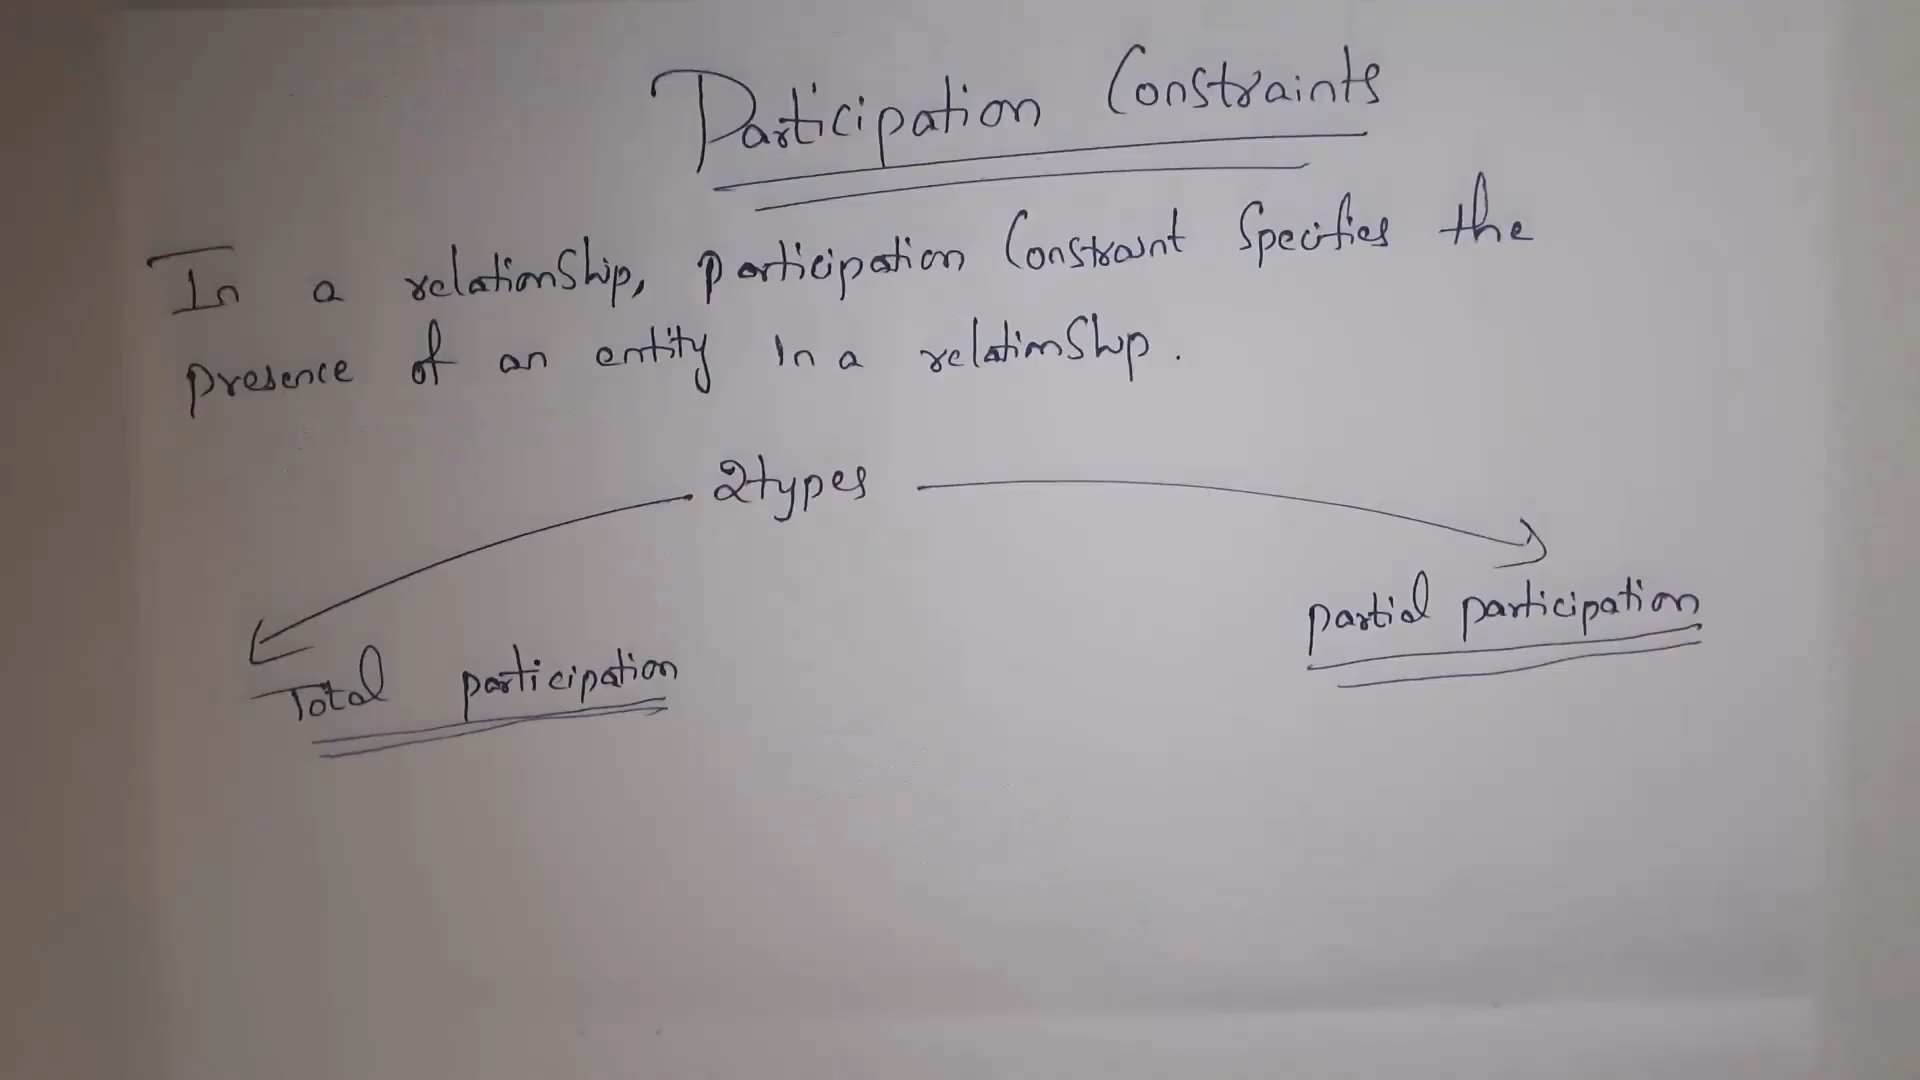 Participation Constraints
In a relationship, participation Constraint Specifies the
presence of an entity in a relationship.
2types
partial participation
Total participation